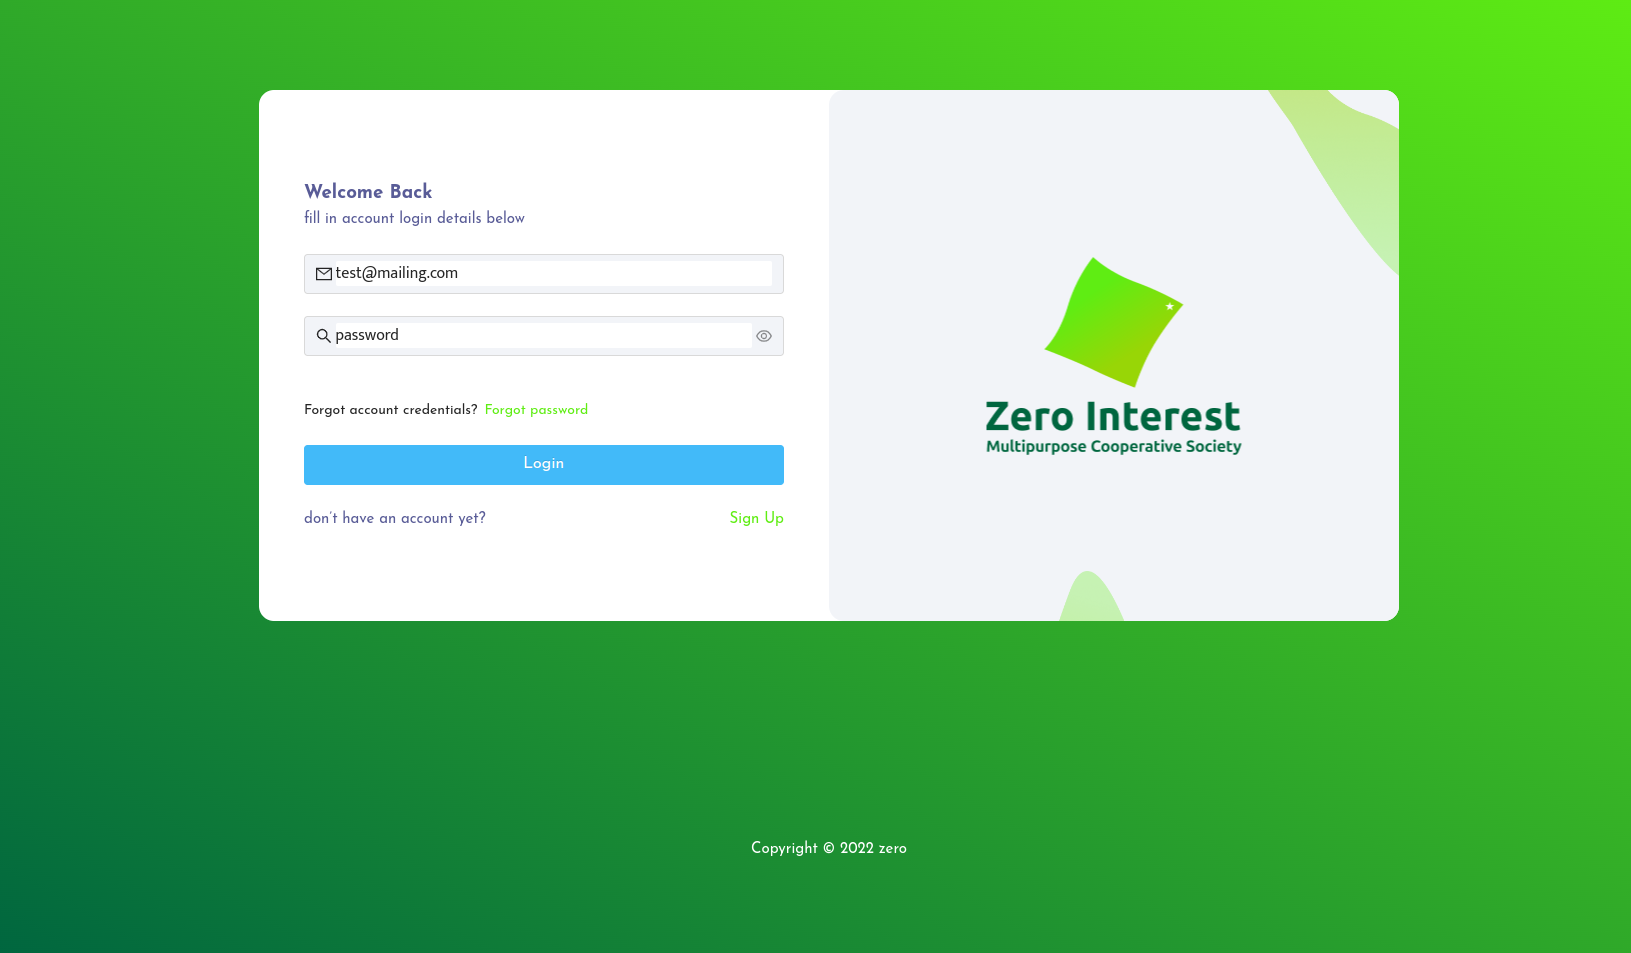 Welcome Back
fill in account login details below
test@mailing.com
password
Forgot account credentials? Forgot password
Login
don't have an account yet? Sign Up
Zero Interest
Multipurpose Cooperative Society
Copyright © 2022 zero